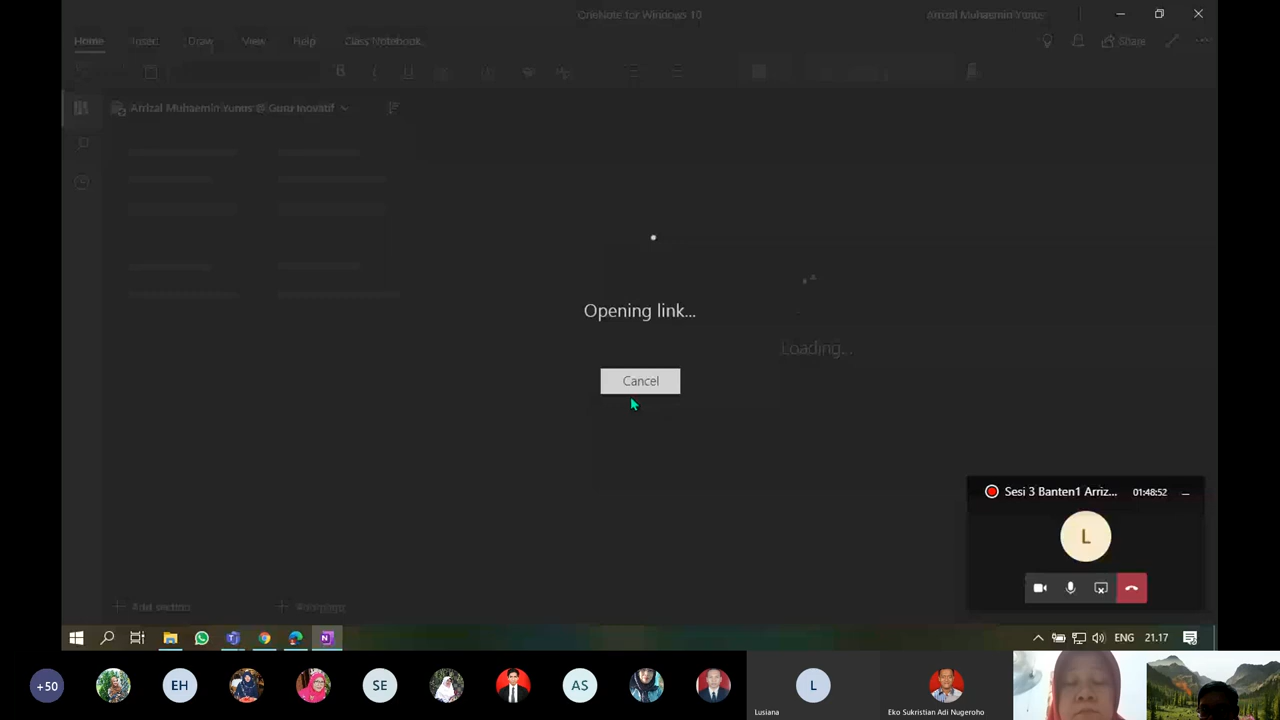 OneNote for Windows 10
Arrizal Muhaemin Yunus
Home Insert Draw View Help Class Notebook
Share
B I U
Arrizal Muhaemin Yunus @ Guru Inovatif
Opening link...
Loading...
Cancel
Sesi 3 Banten1 Arriz... 01:48:52
L
Add section
ENG 21.17
+50 EH SE AS L
Lusiana
Eko Sukristian Adi Nugeroho